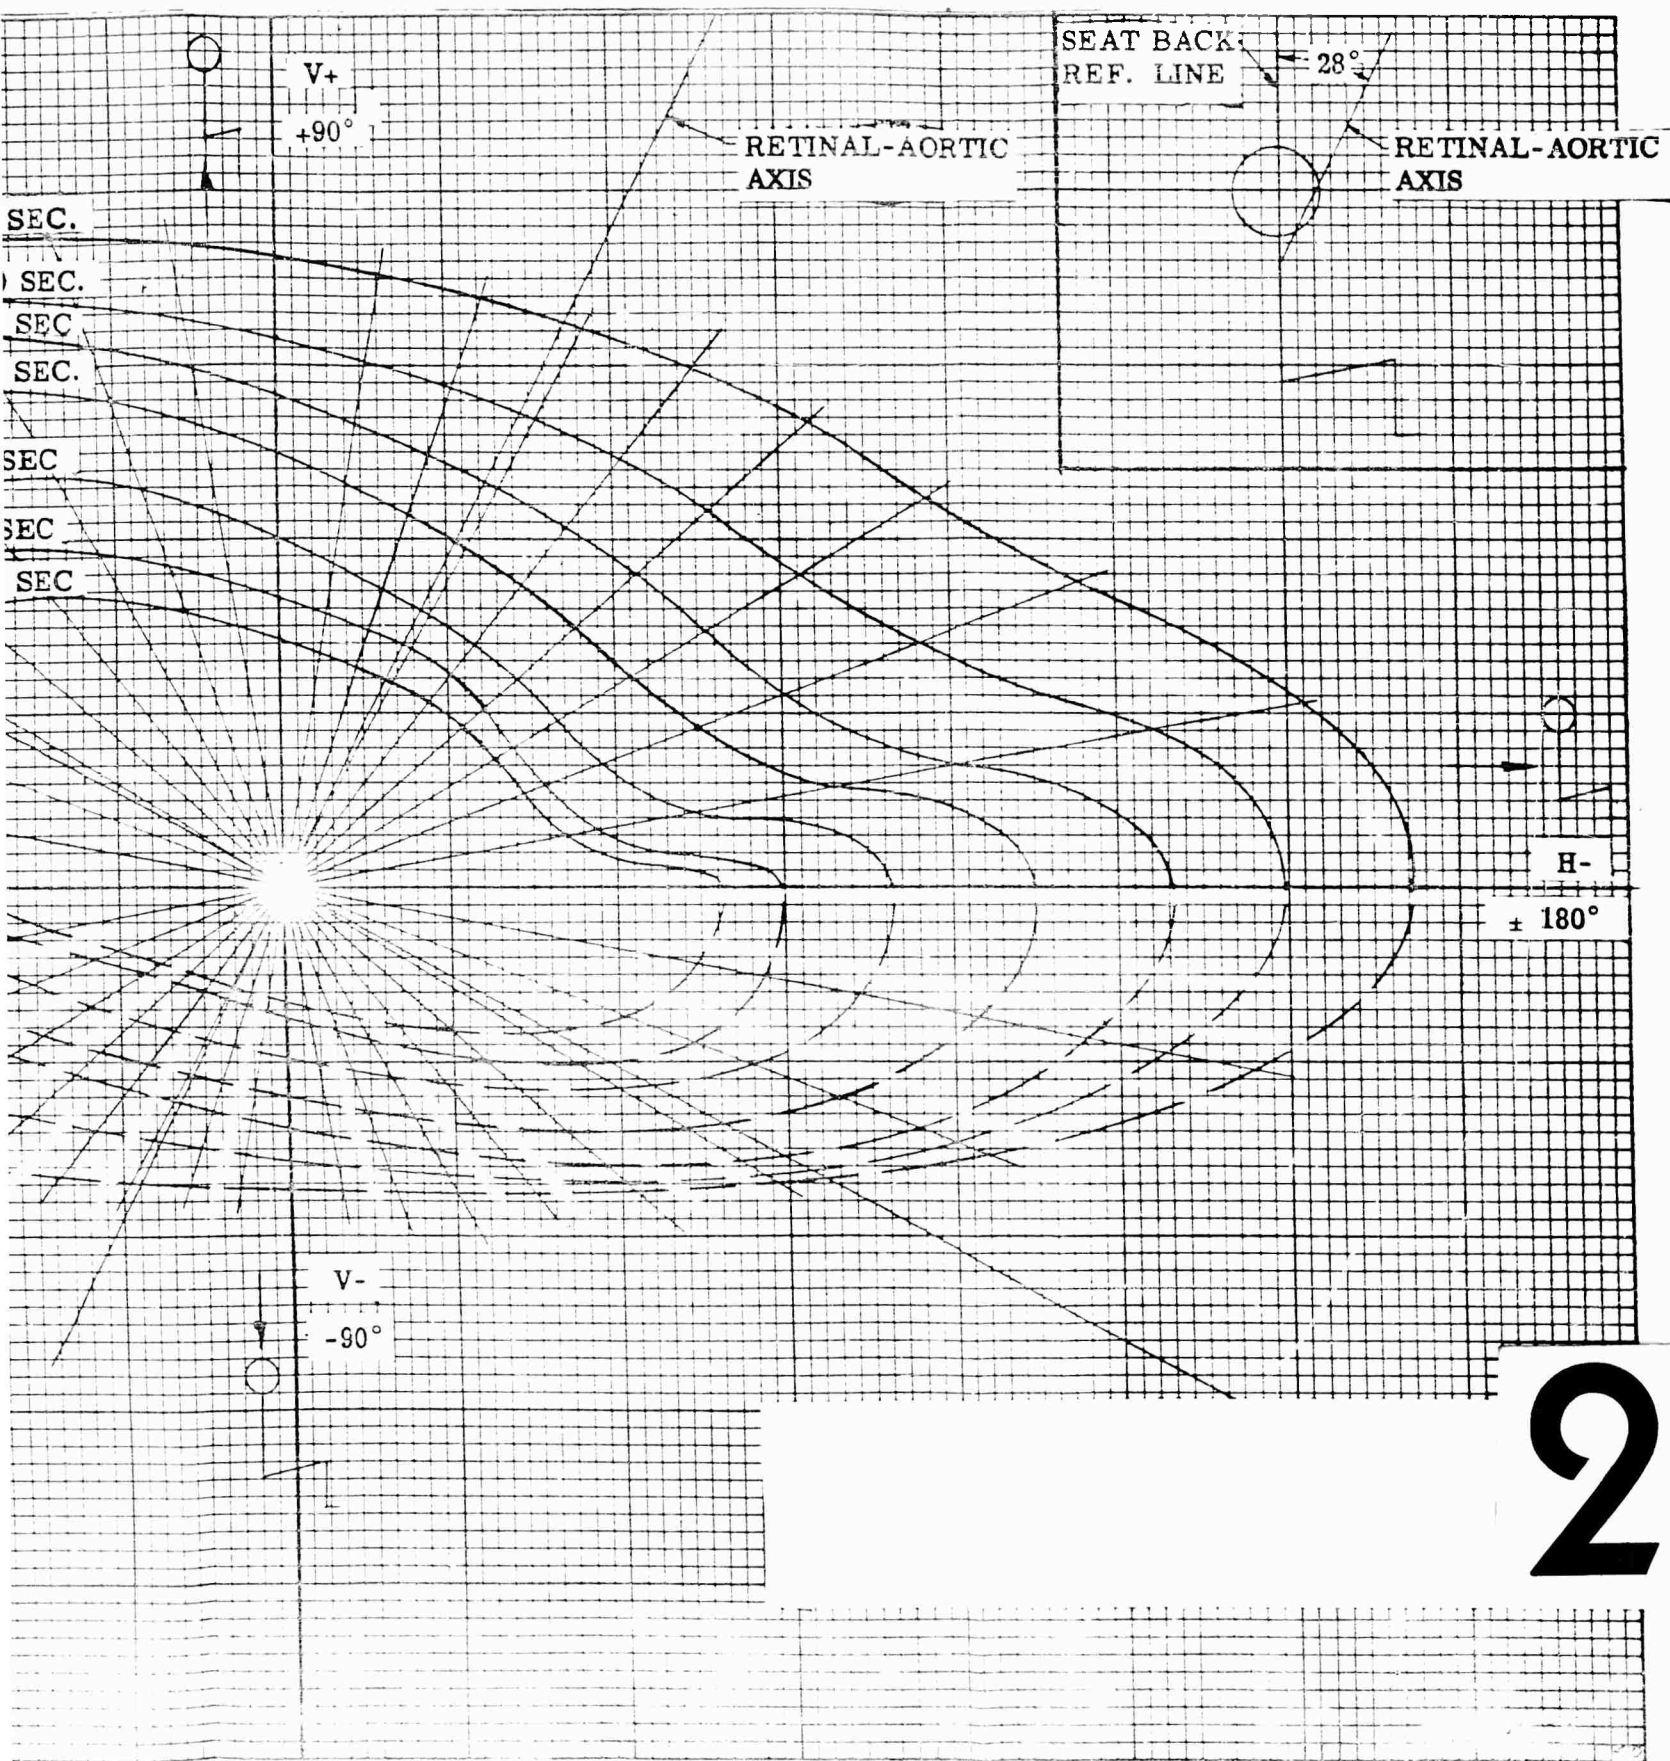 V+
+90°
RETINAL-AORTIC
AXIS
SEAT BACK
REF. LINE
28°
RETINAL-AORTIC
AXIS
SEC.
SEC.
SEC
SEC.
SEC
SEC
SEC
H-
± 180°
V-
-90°
2